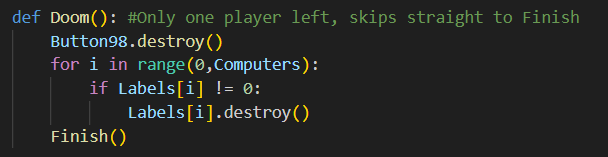 def Doom(): #Only one player left, skips straight to Finish
    Button98.destroy()
    for i in range(0,Computers):
        if Labels[i] != 0:
            Labels[i].destroy()
    Finish()